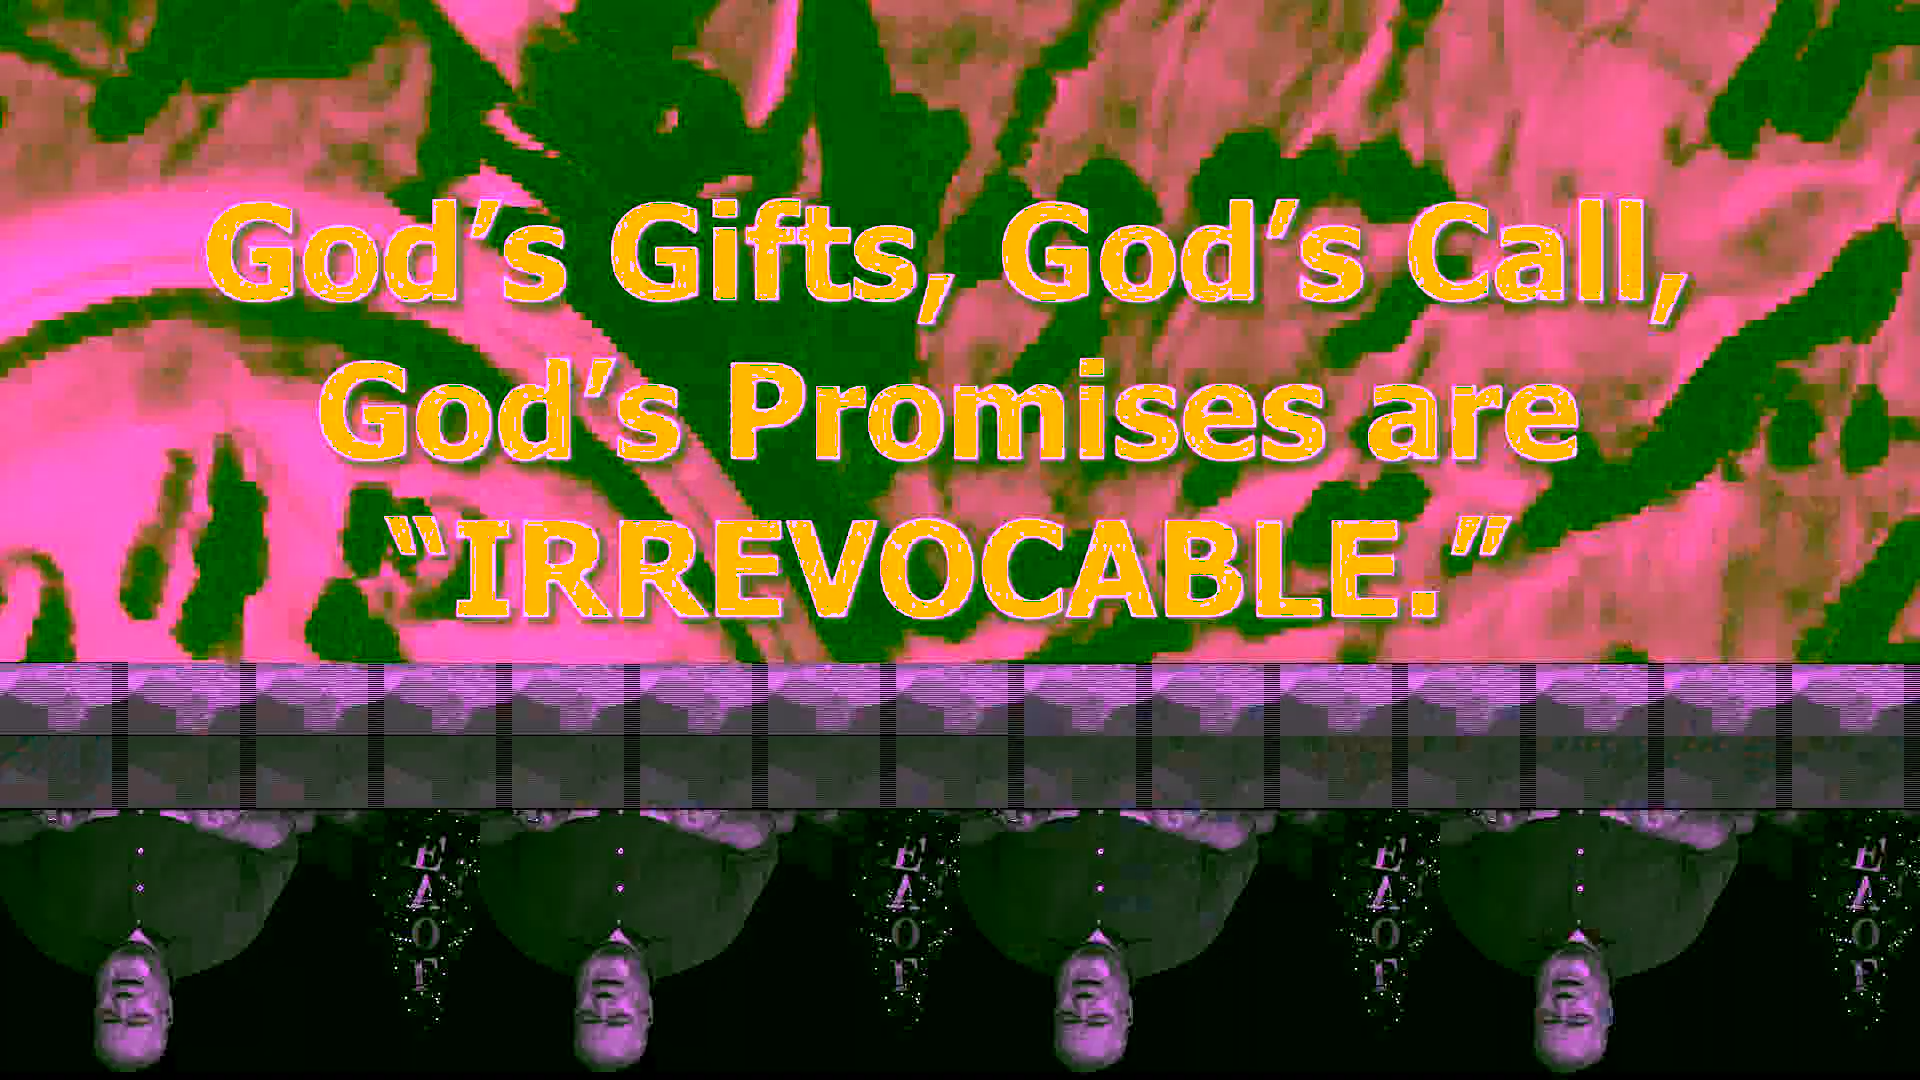 God’s Gifts, God’s Call,
God’s Promises are
“IRREVOCABLE.”